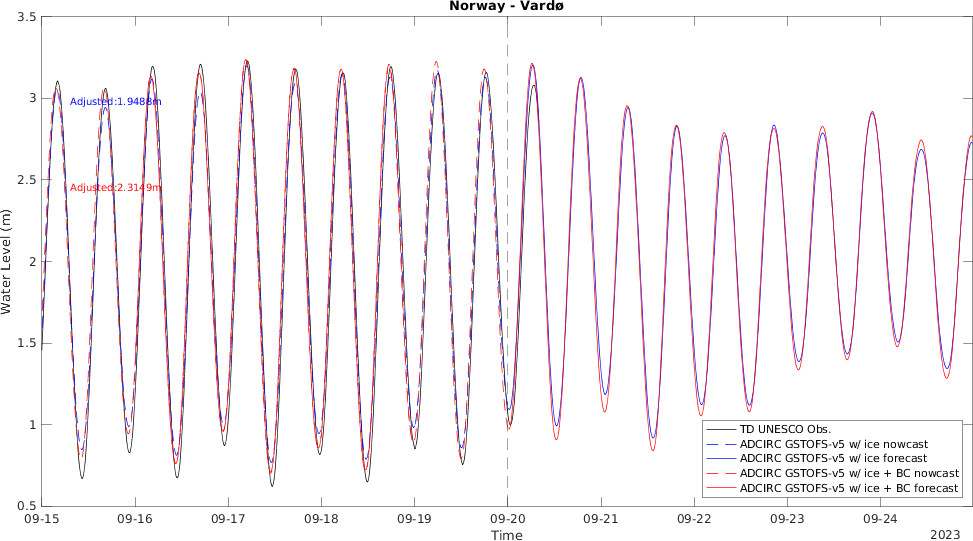 Norway - Vardø
3.5
3
2.5
2
1.5
1
0.5
Water Level (m)
Adjusted:1.9488m
Adjusted:2.3149m
TD UNESCO Obs.
ADCIRC GSTOFS-v5 w/ ice nowcast
ADCIRC GSTOFS-v5 w/ ice forecast
ADCIRC GSTOFS-v5 w/ ice + BC nowcast
ADCIRC GSTOFS-v5 w/ ice + BC forecast
09-15 09-16 09-17 09-18 09-19 09-20 09-21 09-22 09-23 09-24
Time
2023